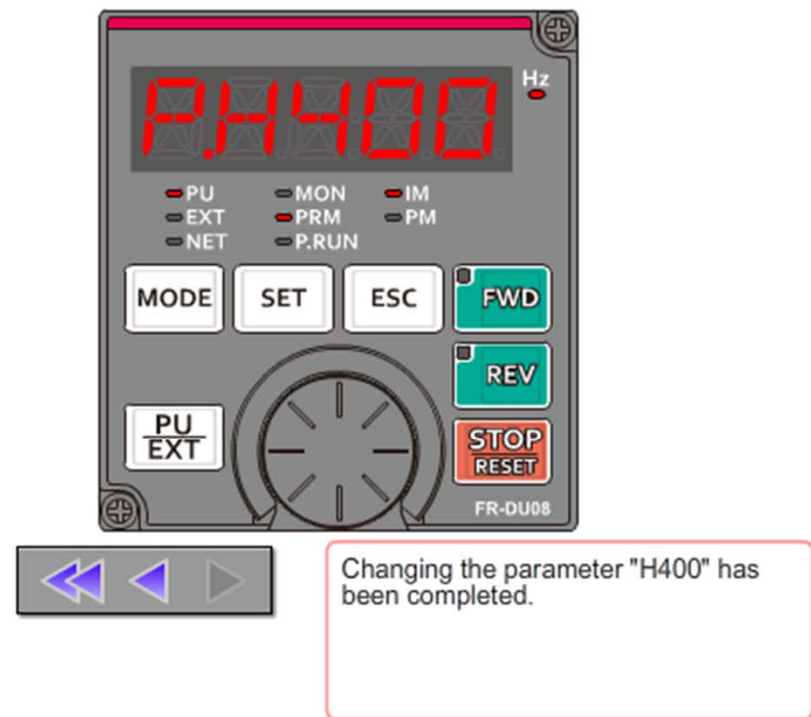 P.H400
Hz
PU MON IM
EXT PRM PM
NET P.RUN
MODE SET ESC FWD
REV
PU
EXT
STOP
RESET
FR-DU08
Changing the parameter "H400" has
been completed.